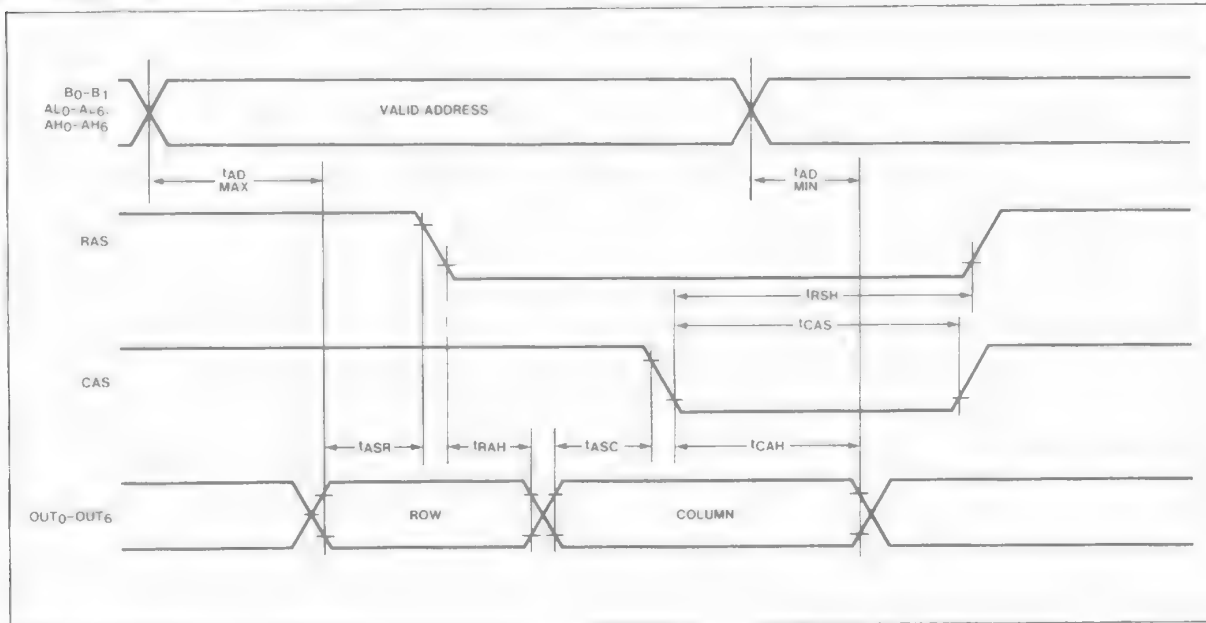 B0-B1
AL0-AL6,
AH0-AH6
VALID ADDRESS
tAD
MAX
tAD
MIN
RAS
tRSH
tCAS
CAS
tASR
tRAH
tASC
tCAH
OUT0-OUT6
ROW
COLUMN